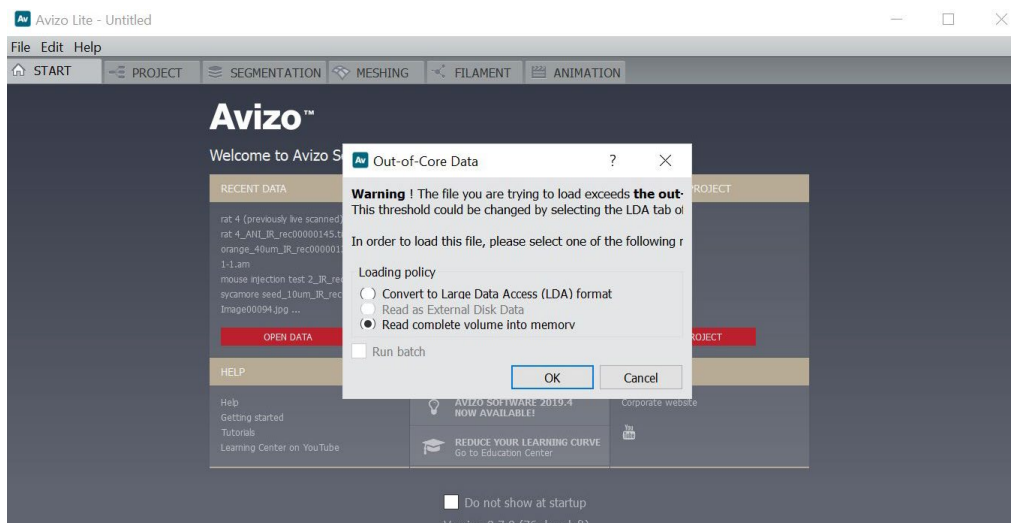 Avizo Lite - Untitled
File Edit Help
START PROJECT SEGMENTATION MESHING FILAMENT ANIMATION
Avizo™
Welcome to Avizo S
Out-of-Core Data ?
RECENT DATA
ROJECT
Warning ! The file you are trying to load exceeds the out-
This threshold could be changed by selecting the LDA tab of
In order to load this file, please select one of the following
rat 4 (previously live scanned)
rat 4_ANI_IR_rec00000145.
orange_40um_IR_rec000001
1-1.am
mouse injection test 2_IR_re
sycamore seed_10um_IR_rec
Image00094.jpg ...
Loading policy
Convert to Large Data Access (LDA) format
Read as External Disk Data
Read complete volume into memory
Run batch
OK Cancel
OPEN DATA
ROJECT
HELP
Help
Getting started
Tutorials
Learning Center on YouTube
AVIZO SOFTWARE 2019.4
NOW AVAILABLE!
REDUCE YOUR LEARNING CURVE
Go to Education Center
Corporate website
You Tube
Do not show at startup